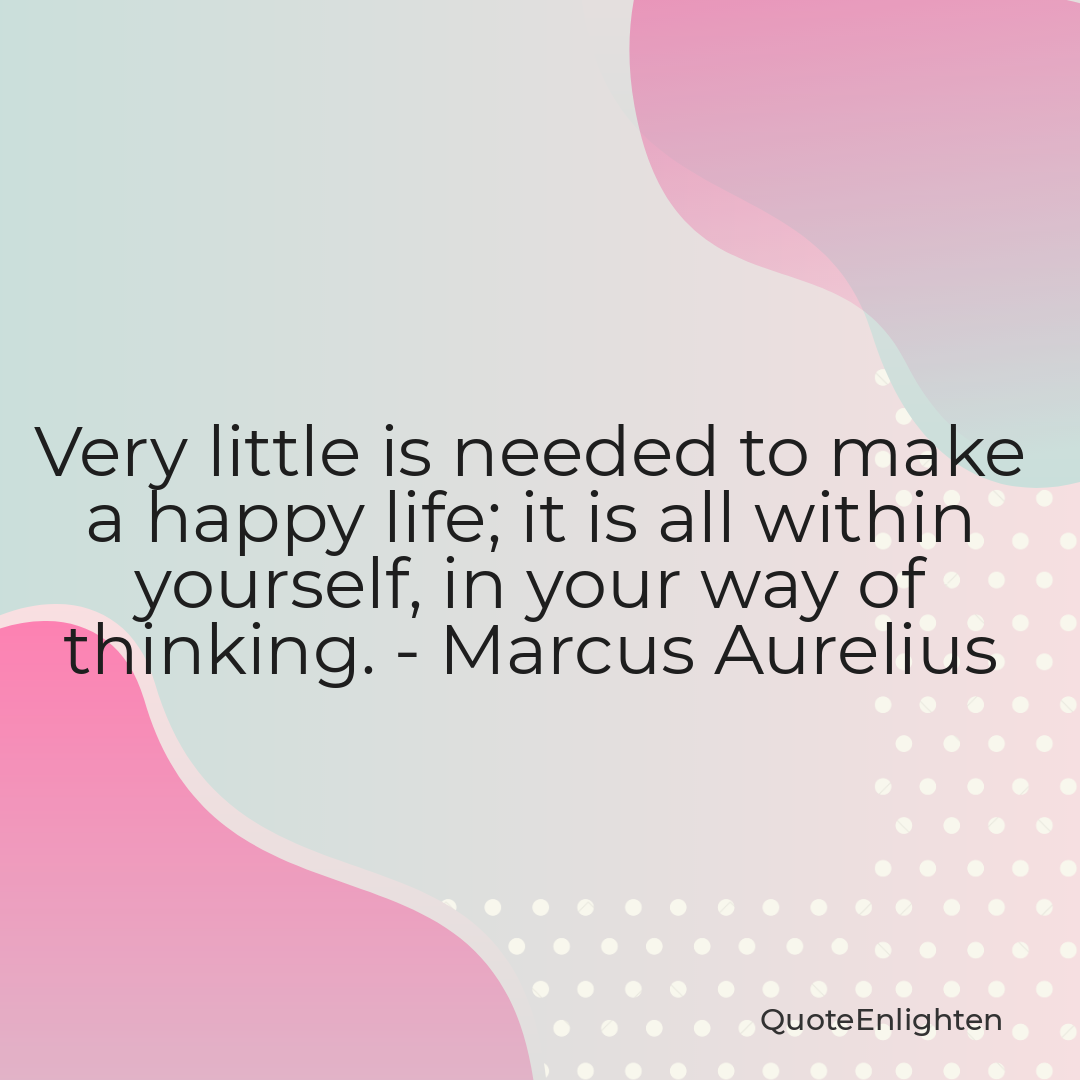 Very little is needed to make
a happy life; it is all within
yourself, in your way of
thinking. - Marcus Aurelius
QuoteEnlighten